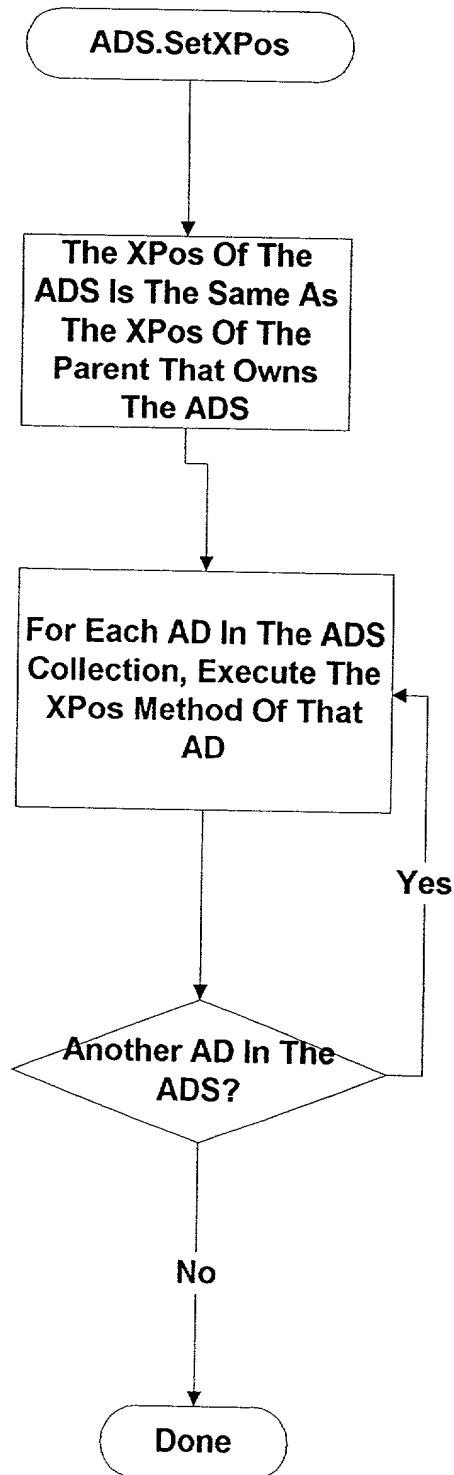 ADS.SetXPos
The XPos Of The
ADS Is The Same As
The XPos Of The
Parent That Owns
The ADS
For Each AD In The ADS
Collection, Execute The
XPos Method Of That
AD
Yes
Another AD In The
ADS?
No
Done